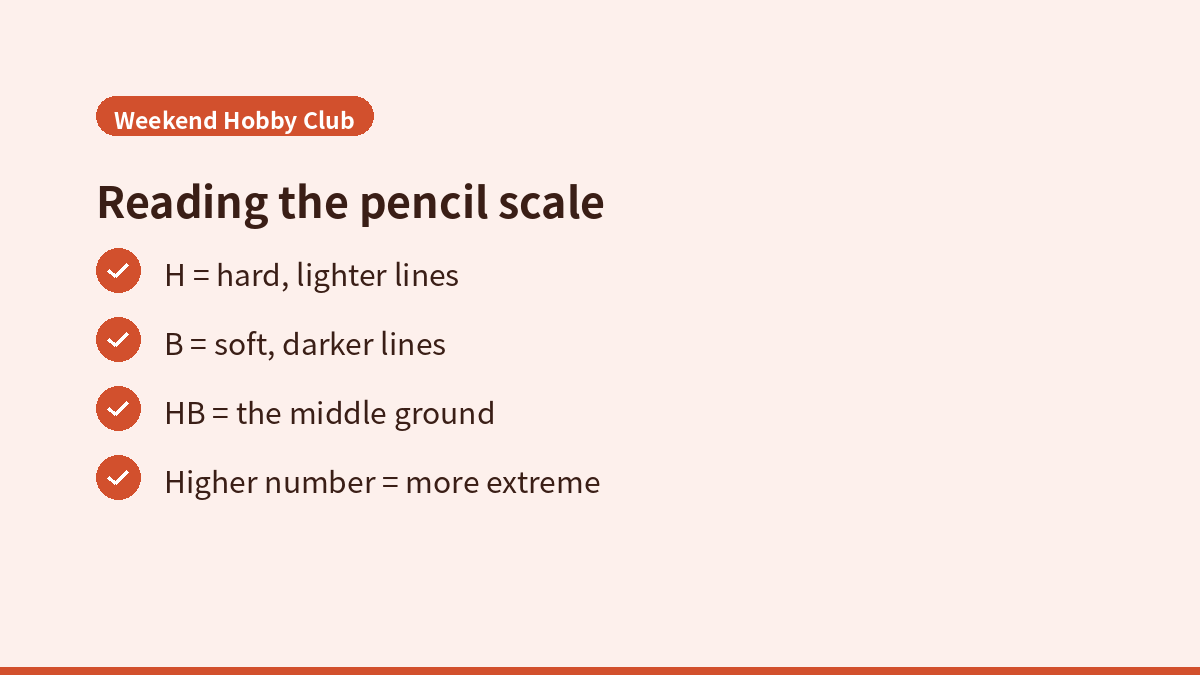 Weekend Hobby Club
Reading the pencil scale
H = hard, lighter lines
B = soft, darker lines
HB = the middle ground
Higher number = more extreme